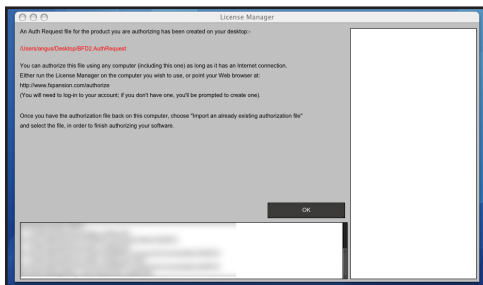 License Manager
An Auth Request file for the product you are authorizing has been created on your desktop:-
/Users/angus/Desktop/BFD2.AuthRequest
You can authorize this file using any computer (including this one) as long as it has an Internet connection.
Either run the License Manager on the computer you wish to use, or point your Web browser at:
http://www.fxpansion.com/authorize
(You will need to log-in to your account; if you don't have one, you'll be prompted to create one).
Once you have the authorization file back on this computer, choose "Import an already existing authorization file"
and select the file, in order to finish authorizing your software.
OK